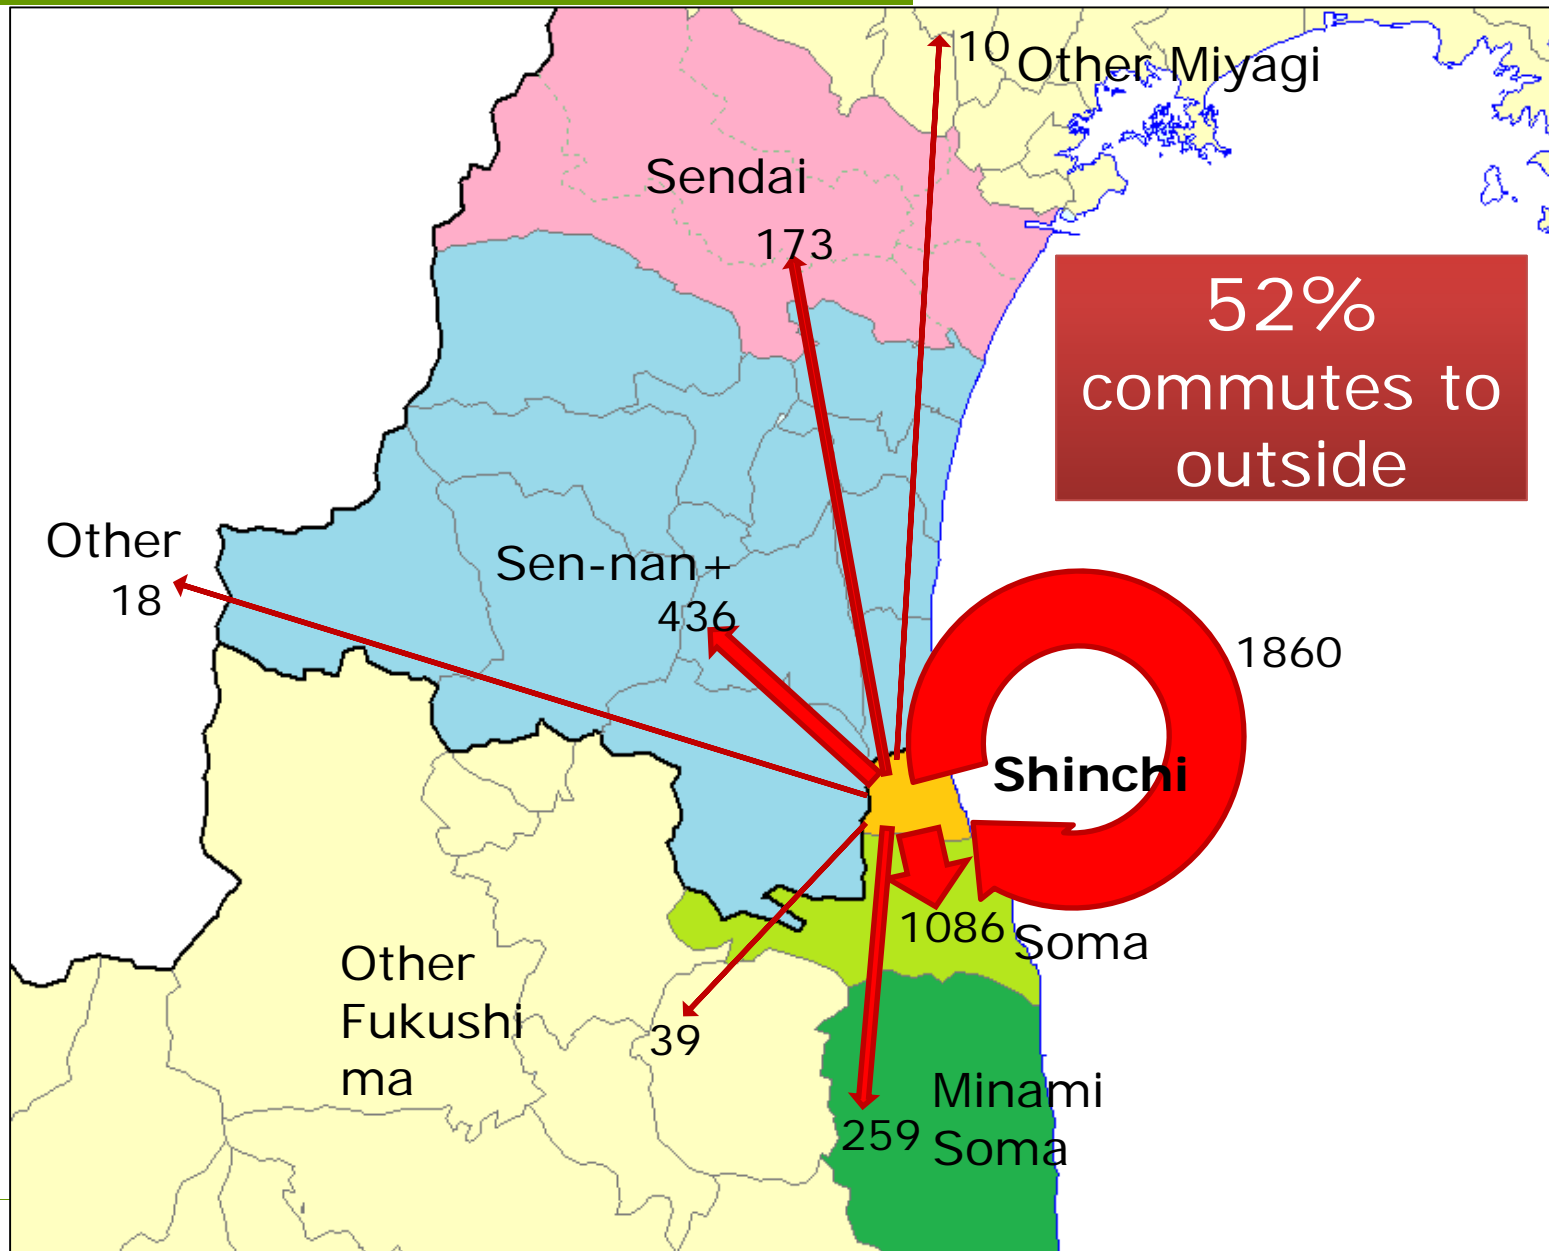 10
Other Miyagi
Sendai
173
52%
commutes to
outside
Other
18
Sen-nan+
436
1860
Shinchi
1086
Soma
Other
Fukushi
ma
39
Minami
Soma
259